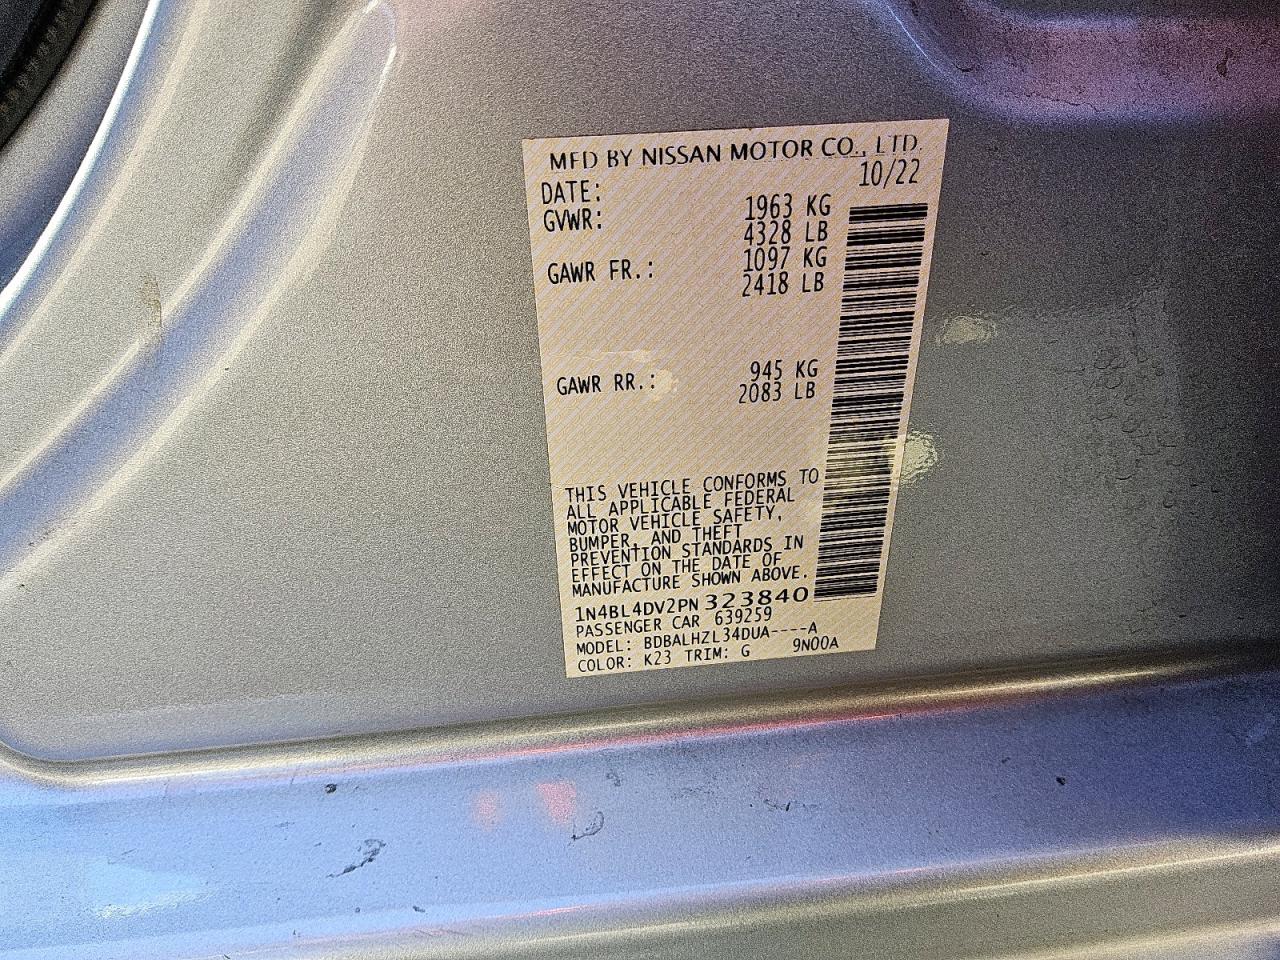 MFD BY NISSAN MOTOR CO., LTD.
DATE: 10/22
GVWR: 1963 KG
4328 LB
GAWR FR.: 1097 KG
2418 LB
GAWR RR.: 945 KG
2083 LB
THIS VEHICLE CONFORMS TO
ALL APPLICABLE FEDERAL
MOTOR VEHICLE SAFETY,
BUMPER, AND THEFT
PREVENTION STANDARDS IN
EFFECT ON THE DATE OF
MANUFACTURE SHOWN ABOVE.
1N4BL4DV2PN 323840
PASSENGER CAR 639259
MODEL: BDBALHZL34DUA----A
COLOR: K23 TRIM: G 9N00A